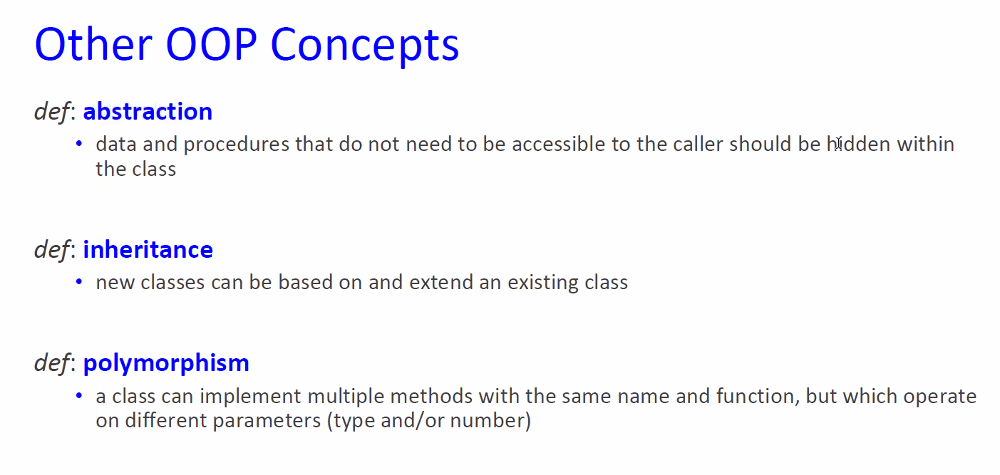 Other OOP Concepts
def: abstraction
• data and procedures that do not need to be accessible to the caller should be hidden within
the class
def: inheritance
• new classes can be based on and extend an existing class
def: polymorphism
• a class can implement multiple methods with the same name and function, but which operate
on different parameters (type and/or number)